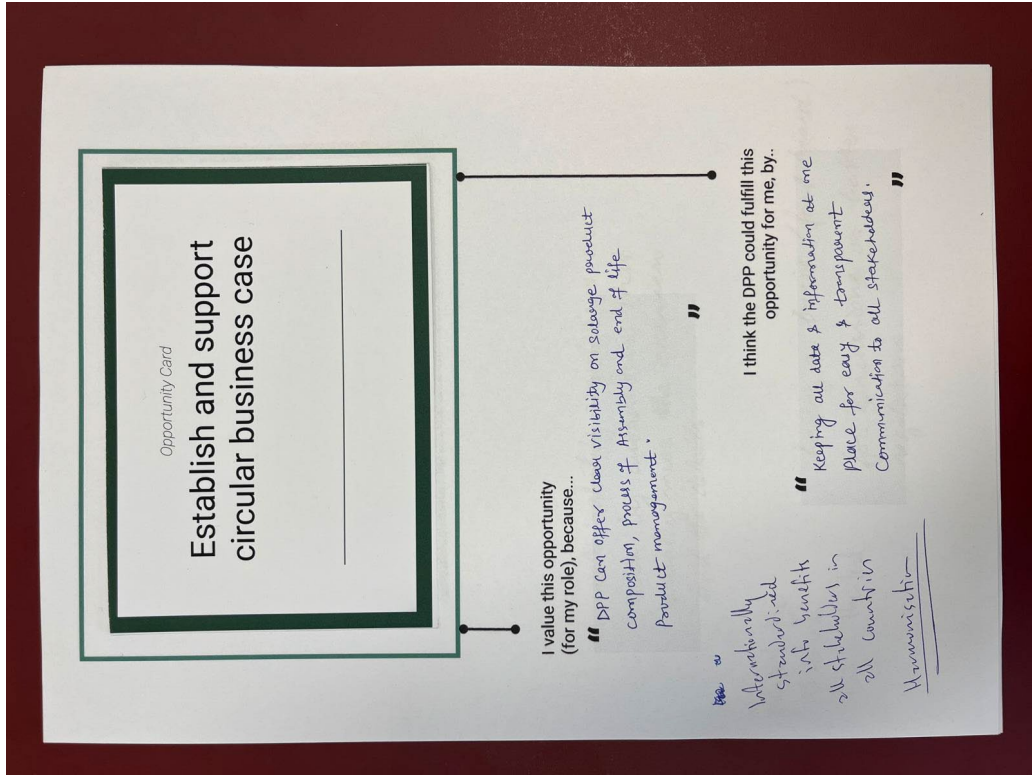 Opportunity Card
Establish and support
circular business case
I value this opportunity
(for my role), because...
“ DPP can offer clear visibility on product
composition, process of Assembly and end of life
product management.
”
I think the DPP could fulfill this
opportunity for me, by..
“ Keeping all data & information at one
place for easy & transparent
communication to all stakeholders.
”
Internationally
standardized
info benefits
all stakeholders in
all countries
Harmonisation